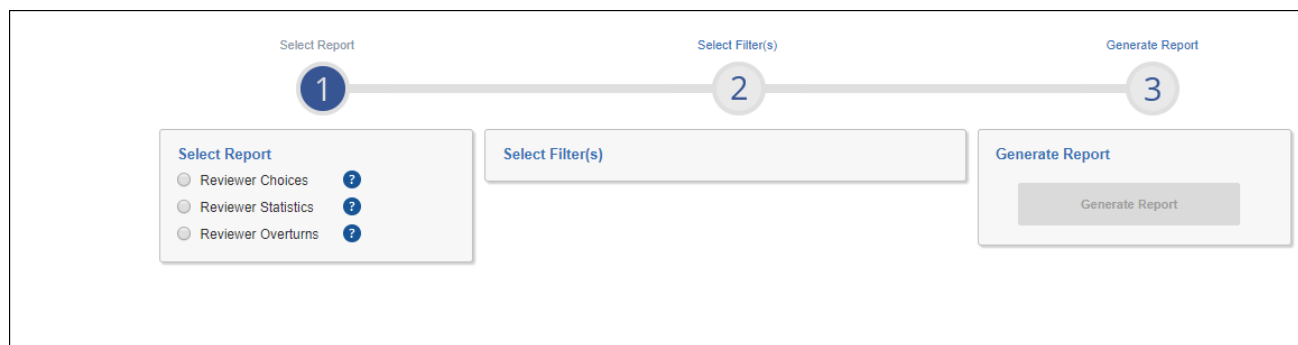 Select Report
Select Filter(s)
Generate Report
1
2
3
Select Report
Reviewer Choices ?
Reviewer Statistics ?
Reviewer Overturns ?
Select Filter(s)
Generate Report
Generate Report